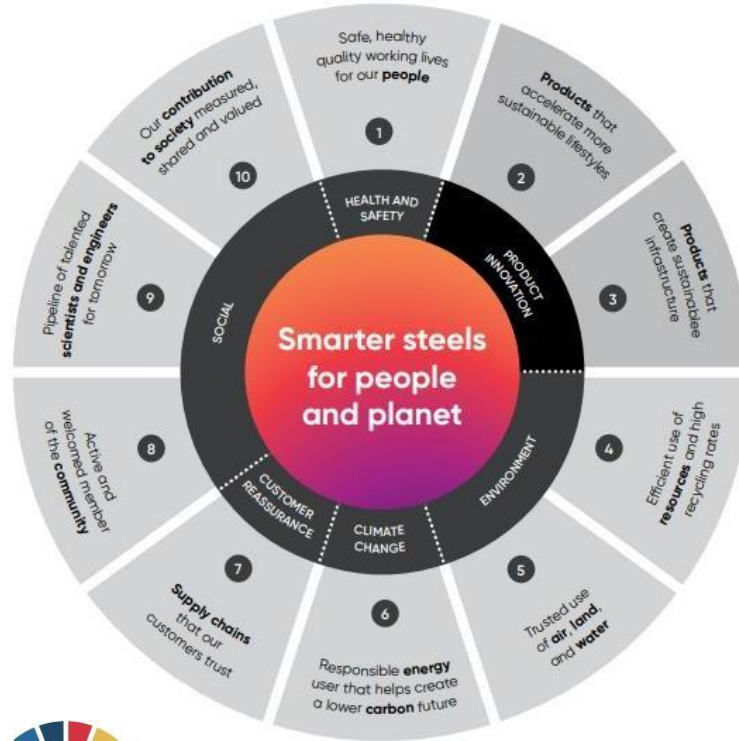 Smarter steels
for people
and planet
HEALTH AND
SAFETY
PRODUCT
INNOVATION
ENVIRONMENT
CLIMATE
CHANGE
CUSTOMER
REASSURANCE
SOCIAL
Safe, healthy
quality working lives
for our people
1
Products that
accelerate more
sustainable lifestyles
2
Products that
create sustainablee
infrastructure
3
Efficient use of
resources and high
recycling rates
4
Trusted use
of air, land,
and water
5
Responsible energy
user that helps create
a lower carbon future
6
Supply chains
that our
customers trust
7
Active and
welcomed member
of the community
8
Pipeline of talented
scientists and engineers
for tomorrow
9
Our contribution
to society measured,
shared and valued
10